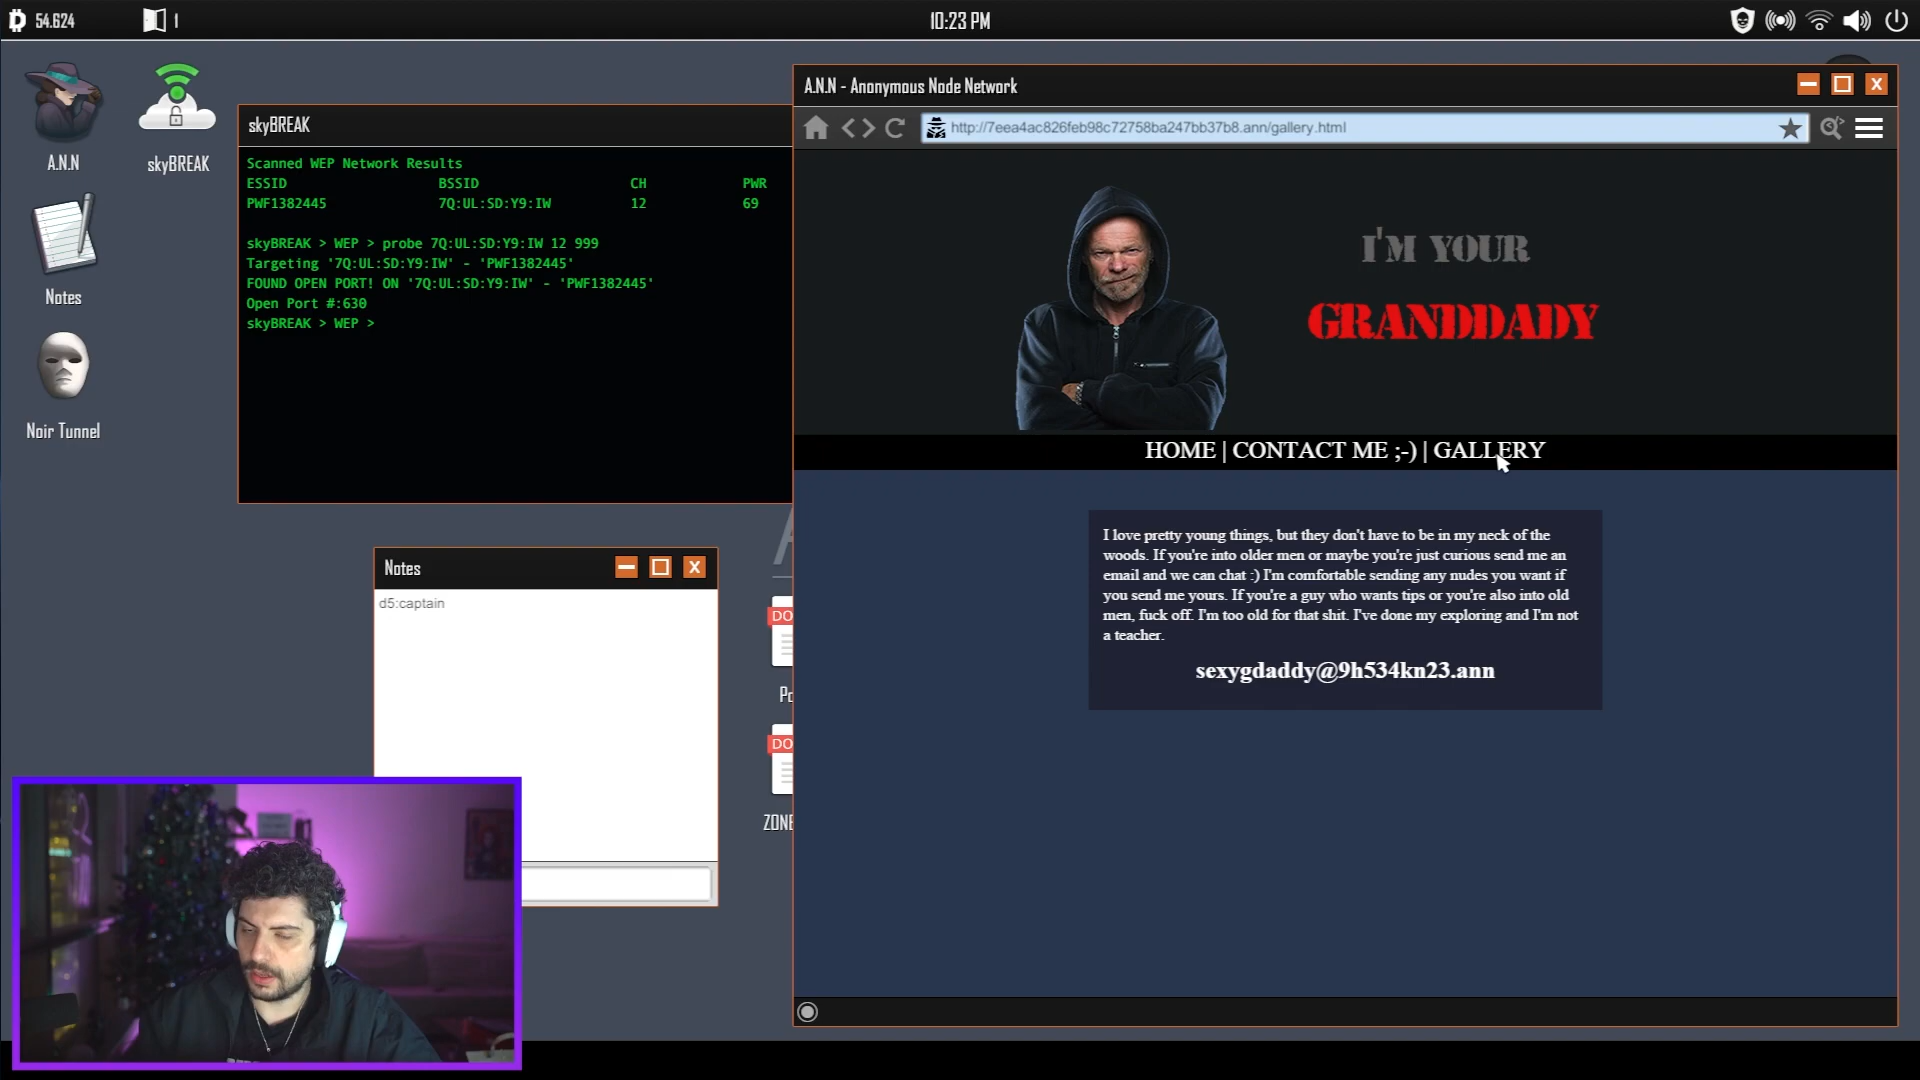 54.624
1
10:23 PM
A.N.N
skyBREAK
Notes
Noir Tunnel
skyBREAK
Scanned WEP Network Results
ESSID BSSID CH PWR
PWF1382445 7Q:UL:SD:Y9:IW 12 69
skyBREAK > WEP > probe 7Q:UL:SD:Y9:IW 12 999
Targeting '7Q:UL:SD:Y9:IW' - 'PWF1382445'
FOUND OPEN PORT! ON '7Q:UL:SD:Y9:IW' - 'PWF1382445'
Open Port #:630
skyBREAK > WEP >
Notes
d5:captain
DO
DO
ZONE
A.N.N - Anonymous Node Network
http://7eea4ac826feb98c72758ba247bb37b8.ann/gallery.html
I'M YOUR
GRANDDADY
HOME | CONTACT ME ;-) | GALLERY
I love pretty young things, but they don't have to be in my neck of the
woods. If you're into older men or maybe you're just curious send me an
email and we can chat :) I'm comfortable sending any nudes you want if
you send me yours. If you're a guy who wants tips or you're also into old
men, fuck off. I'm too old for that shit. I've done my exploring and I'm not
a teacher.
sexygdaddy@9h534kn23.ann